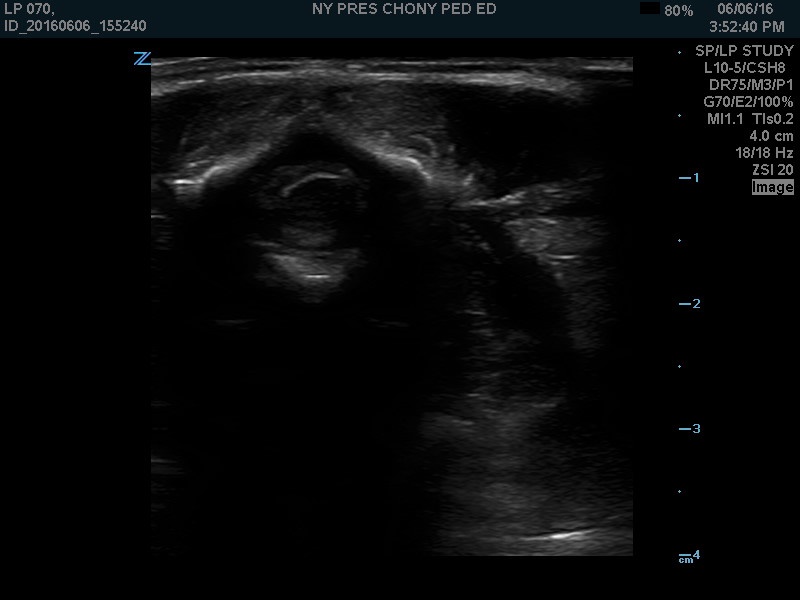 LP 070,
ID_20160606_155240
NY PRES CHONY PED ED
80%
06/06/16
3:52:40 PM
SP/LP STUDY
L10-5/CSH8
DR75/M3/P1
G70/E2/100%
MI1.1 TIs0.2
4.0 cm
18/18 Hz
ZSI 20
Image
Z
1
2
3
4
cm